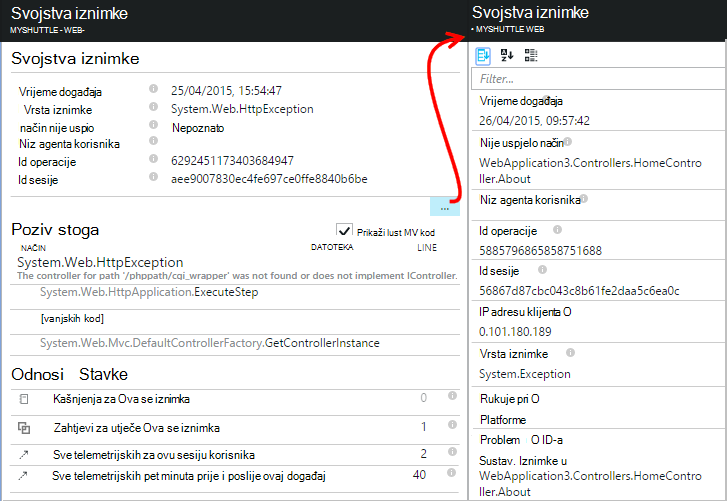 Svojstva iznimke
MYSHUTTLE - WEB-
Svojstva iznimke
Vrijeme događaja 25/04/2015, 15:54:47
Vrsta iznimke System.Web.HttpException
način nije uspio Nepoznato
Niz agenta korisnika
Id operacije 6292451173403684947
Id sesije aee9007830ec4fe697ce0ffe8840b6be
...
Poziv stoga Prikaži lust MV kod
NAČIN DATOTEKA LINE
System.Web.HttpException
The controller for path '/phppath/cgi_wrapper' was not found or does not implement IController.
System.Web.HttpApplication.ExecuteStep
[vanjskih kod]
System.Web.Mvc.DefaultControllerFactory.GetControllerInstance
Odnosi Stavke
Kašnjenja za Ova se iznimka 0
Zahtjevi za utječe Ova se iznimka 1
Sve telemetrijskih za ovu sesiju korisnika 2
Sve telemetrijskih pet minuta prije i poslije ovaj događaj 40
Svojstva iznimke
• MYSHUTTLE WEB
Filter...
Vrijeme događaja
26/04/2015, 09:57:42
Nije uspjelo način
WebApplication3.Controllers.HomeContro
ller.About
Niz agenta korisnika
Id operacije
5885796865858751688
Id sesije
56867d87cbc043c8b61fe2daa5c6ea0c
IP adresu klijenta O
0.101.180.189
Vrsta iznimke
System.Exception
Rukuje pri O
Platforme
Problem O ID-a
Sustav. Iznimke u
WebApplication3.Controllers.HomeContro
ller.About